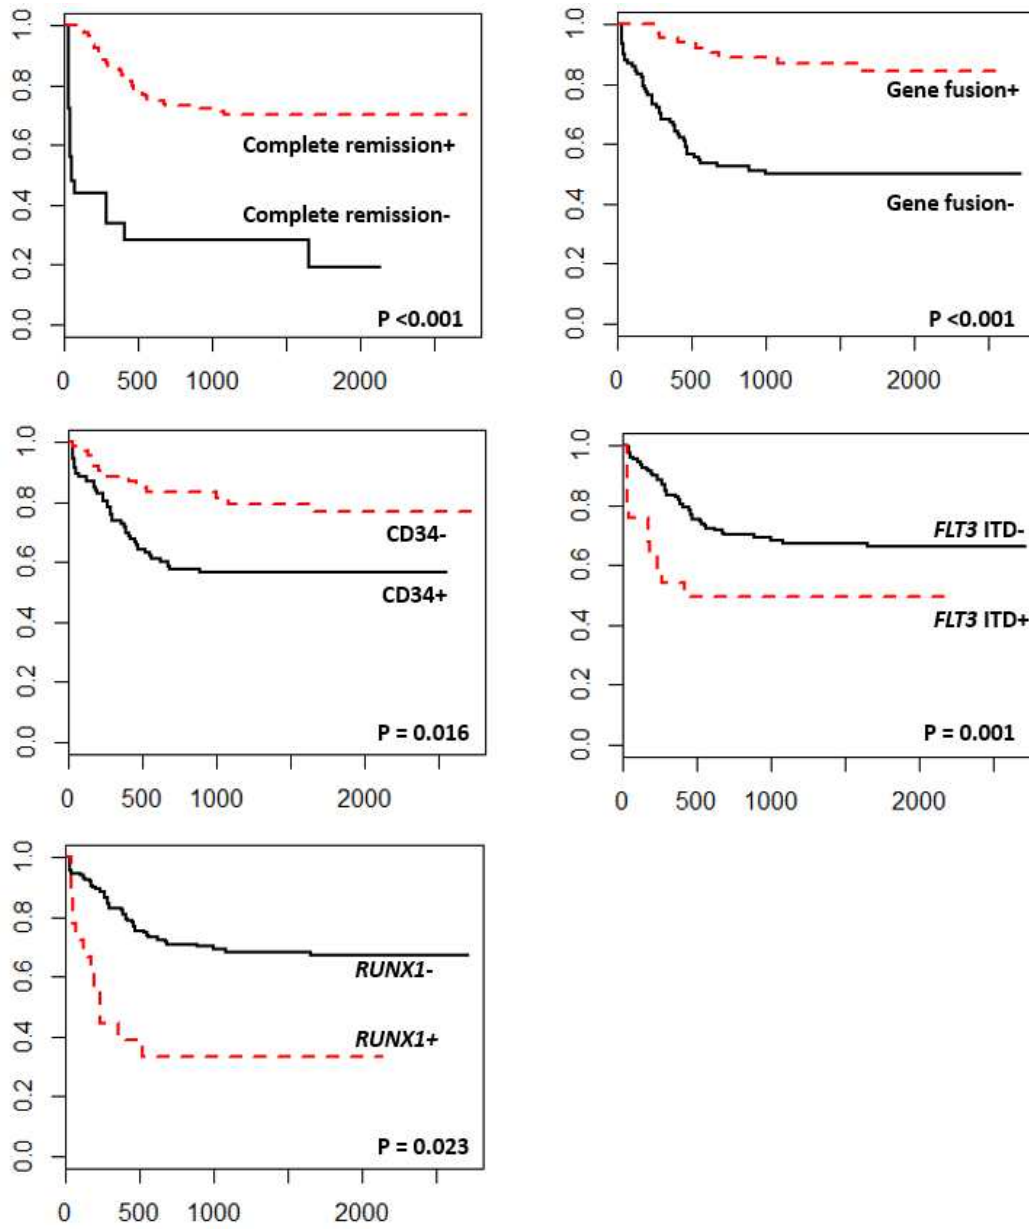 1.0
0.8
0.6
0.4
0.2
0.0
Complete remission+
Complete remission-
P <0.001
0 500 1000 2000
1.0
0.8
0.6
0.4
0.2
0.0
Gene fusion+
Gene fusion-
P <0.001
0 500 1000 2000
1.0
0.8
0.6
0.4
0.2
0.0
CD34-
CD34+
P = 0.016
0 500 1000 2000
1.0
0.8
0.6
0.4
0.2
0.0
FLT3 ITD-
FLT3 ITD+
P = 0.001
0 500 1000 2000
1.0
0.8
0.6
0.4
0.2
0.0
RUNX1-
RUNX1+
P = 0.023
0 500 1000 2000